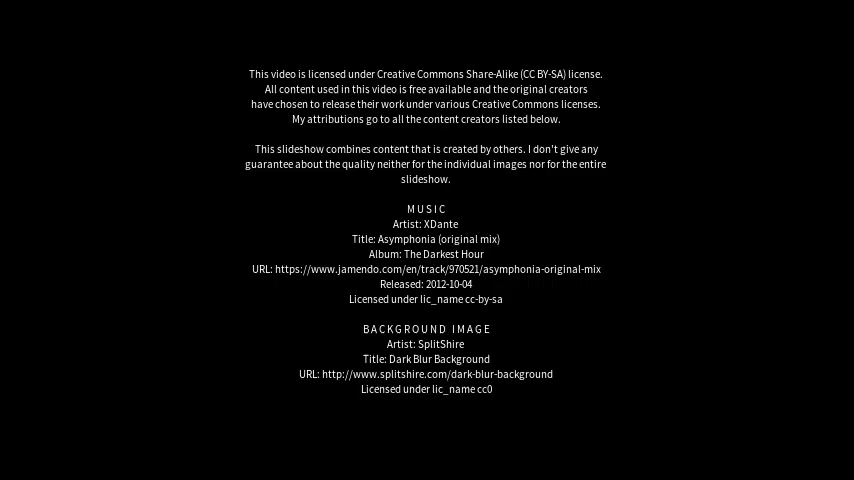 This video is licensed under Creative Commons Share-Alike (CC BY-SA) license.
All content used in this video is free available and the original creators
have chosen to release their work under various Creative Commons licenses.
My attributions go to all the content creators listed below.
This slideshow combines content that is created by others. I don't give any
guarantee about the quality neither for the individual images nor for the entire
slideshow.
MUSIC
Artist: XDante
Title: Asymphonia (original mix)
Album: The Darkest Hour
URL: https://www.jamendo.com/en/track/970521/asymphonia-original-mix
Released: 2012-10-04
Licensed under lic_name cc-by-sa
BACKGROUND IMAGE
Artist: SplitShire
Title: Dark Blur Background
URL: http://www.splitshire.com/dark-blur-background
Licensed under lic_name cc0